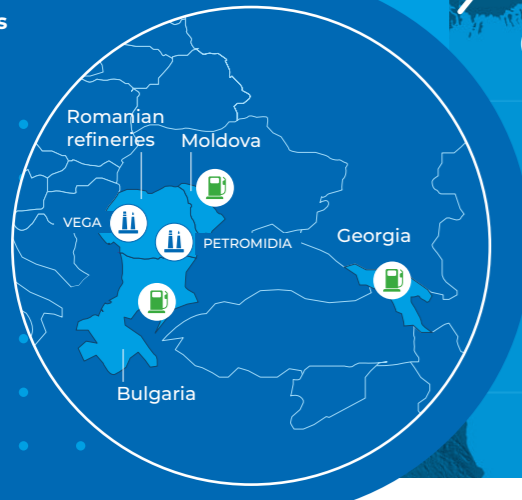 s
Romanian
refineries
Moldova
VEGA
PETROMIDIA
Georgia
Bulgaria